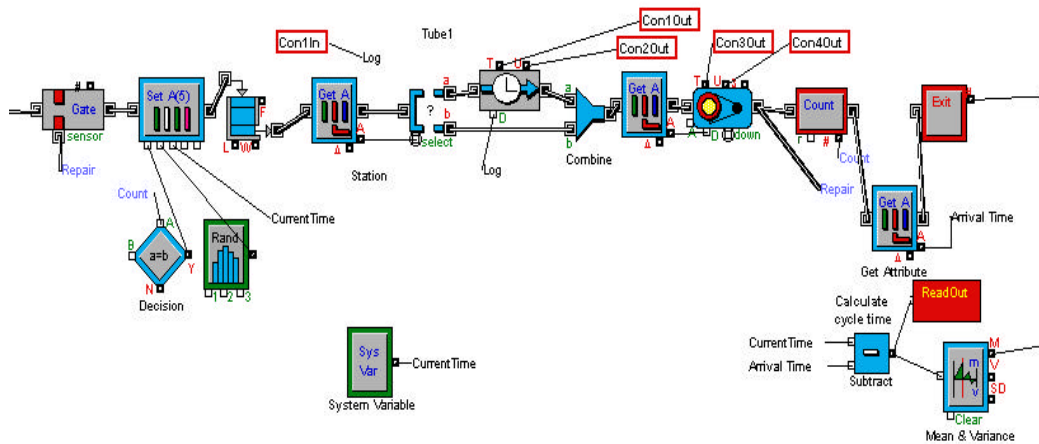 Con1In
Log
Tube1
Con1Out
Con2Out
Con3Out
Con4Out
#
Gate
sensor
Repair
Set A(5)
F
L W
Get A
A
Δ
Station
?
a
b
select
T U
D
Log
a
b
Combine
Get A
A
Δ
T U
A D down
Repair
Count
r #
Count
Exit
#
Get A
A
Δ
Arrival Time
Get Attribute
Count
A
B
a=b
Y
N
Decision
Rand
1 2 3
CurrentTime
Sys
Var
CurrentTime
System Variable
Calculate
cycle time
ReadOut
CurrentTime
Arrival Time
Subtract
M
V
SD
m
v
Clear
Mean & Variance